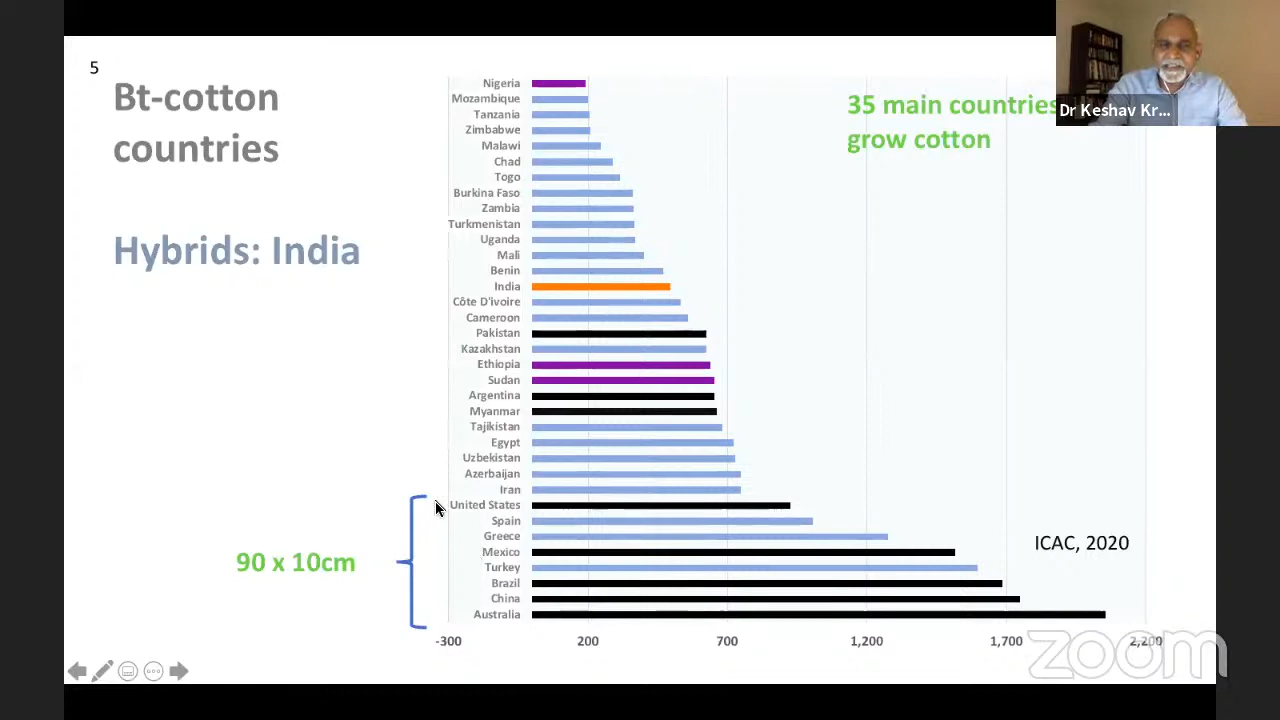 5
Bt-cotton
countries
Hybrids: India
90 x 10cm
Nigeria
Mozambique
Tanzania
Zimbabwe
Malawi
Chad
Togo
Burkina Faso
Zambia
Turkmenistan
Uganda
Mali
Benin
India
Côte D'ivoire
Cameroon
Pakistan
Kazakhstan
Ethiopia
Sudan
Argentina
Myanmar
Tajikistan
Egypt
Uzbekistan
Azerbaijan
Iran
United States
Spain
Greece
Mexico
Turkey
Brazil
China
Australia
-300 200 700 1,200 1,700 2,200
35 main countries
grow cotton
ICAC, 2020
Dr Keshav Kr...
zoom